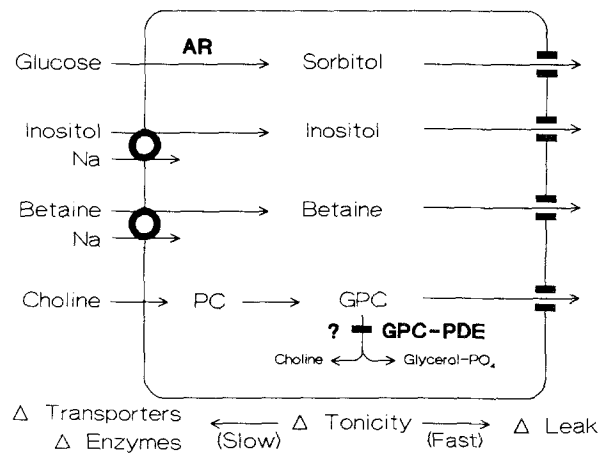 AR
Glucose Sorbitol
Inositol Inositol
Na
Betaine Betaine
Na
Choline PC GPC
? GPC-PDE
Choline Glycerol-PO₄
Δ Transporters Δ Tonicity Δ Leak
Δ Enzymes (Slow) (Fast)